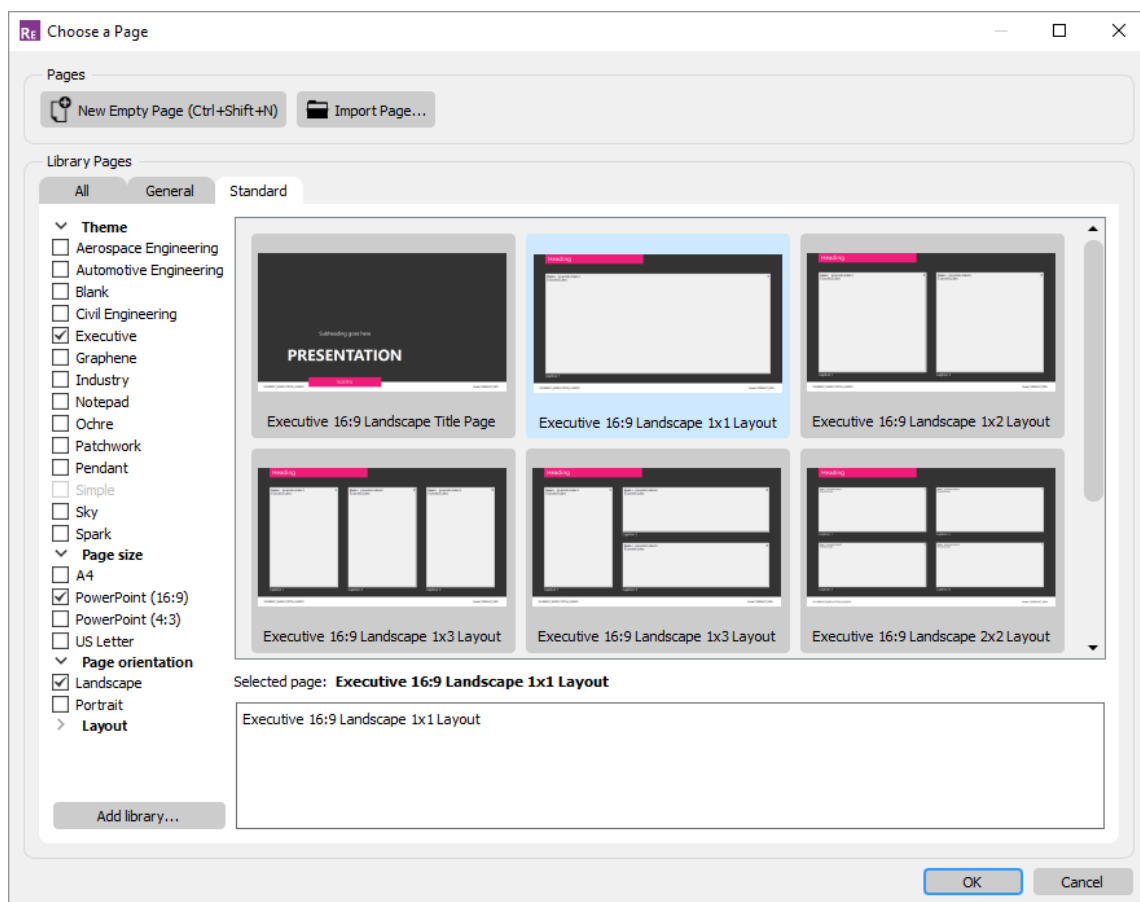 RE Choose a Page
Pages
New Empty Page (Ctrl+Shift+N)
Import Page...
Library Pages
All
General
Standard
Theme
Aerospace Engineering
Automotive Engineering
Blank
Civil Engineering
Executive
Graphene
Industry
Notepad
Ochre
Patchwork
Pendant
Simple
Sky
Spark
Page size
A4
PowerPoint (16:9)
PowerPoint (4:3)
US Letter
Page orientation
Landscape
Portrait
Layout
Add library...
Subheading goes here
PRESENTATION
Executive 16:9 Landscape Title Page
Heading
Executive 16:9 Landscape 1x1 Layout
Heading
Executive 16:9 Landscape 1x2 Layout
Heading
Executive 16:9 Landscape 1x3 Layout
Heading
Executive 16:9 Landscape 1x3 Layout
Heading
Executive 16:9 Landscape 2x2 Layout
Selected page: Executive 16:9 Landscape 1x1 Layout
Executive 16:9 Landscape 1x1 Layout
OK
Cancel